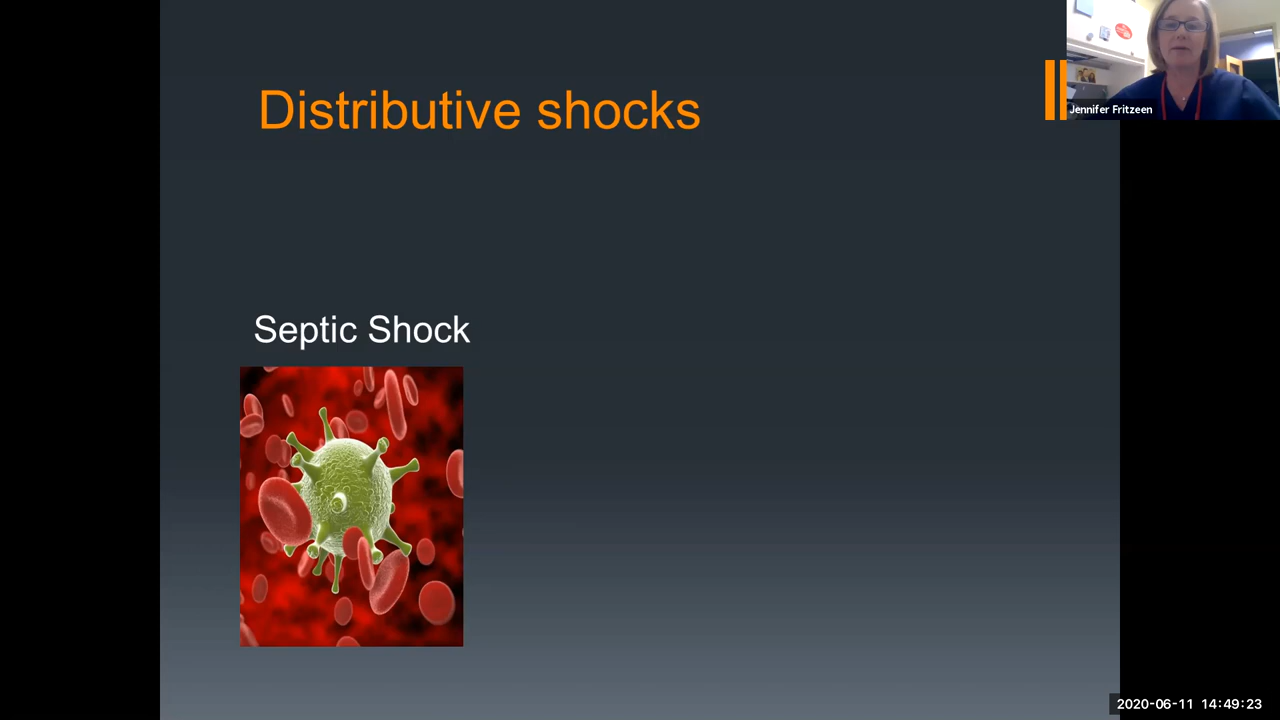 Distributive shocks
Jennifer Fritzeen
Septic Shock
2020-06-11 14:49:23